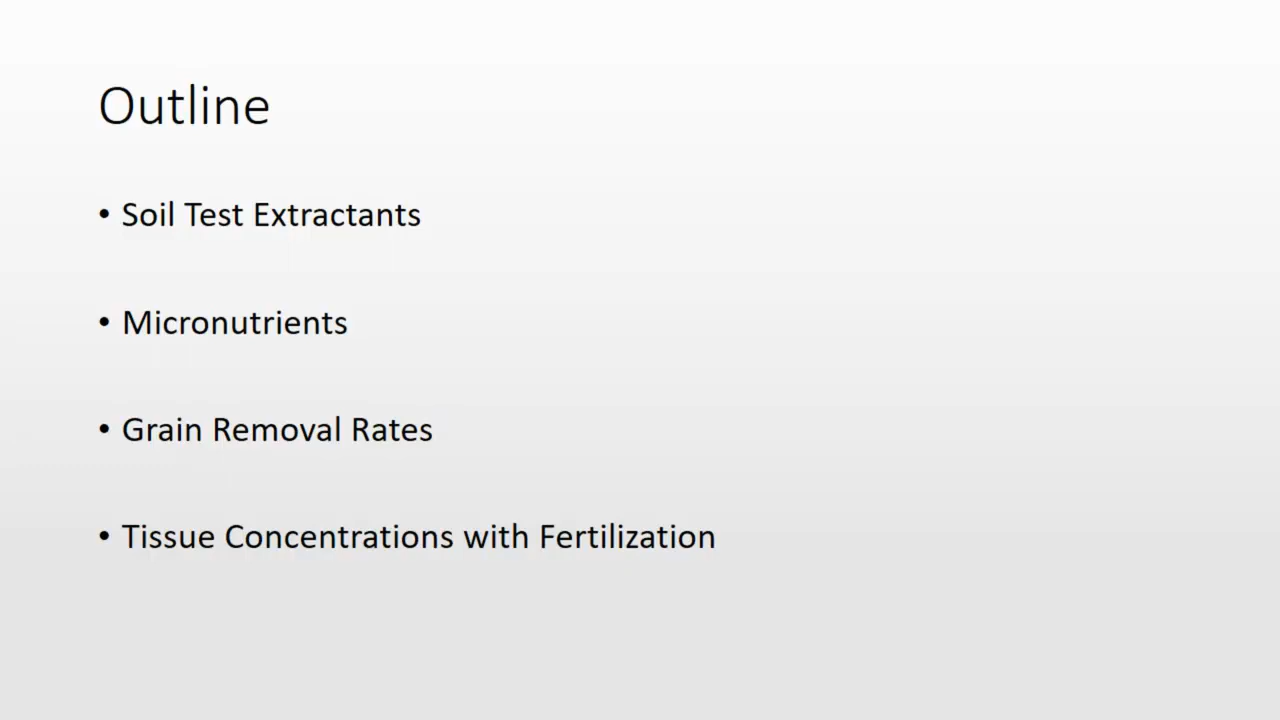 Outline
• Soil Test Extractants
• Micronutrients
• Grain Removal Rates
• Tissue Concentrations with Fertilization